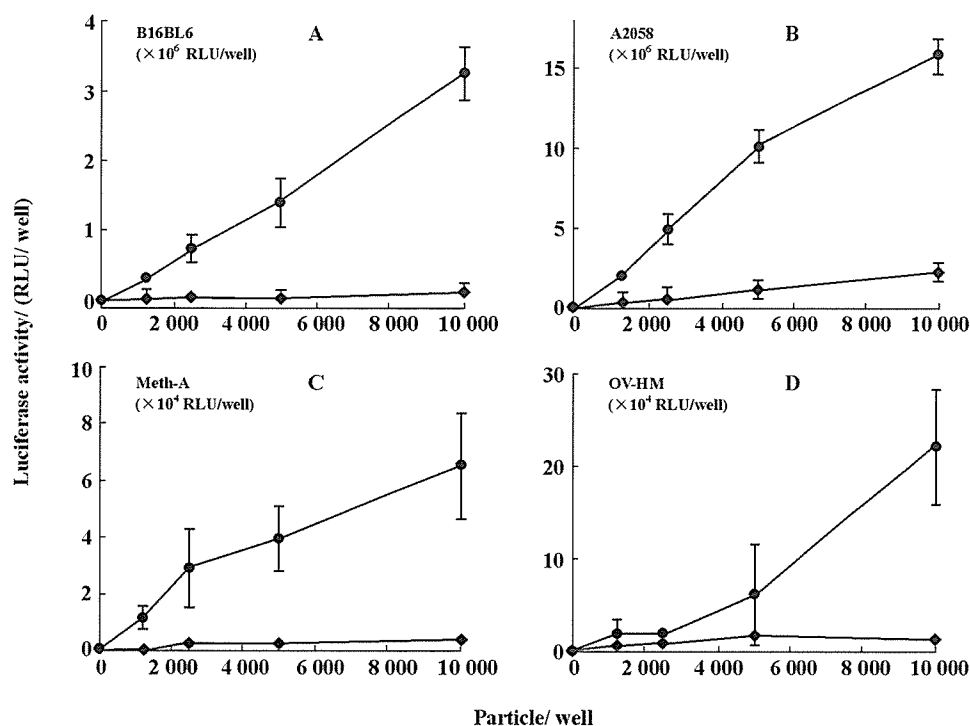 B16BL6 A
(×10⁶ RLU/well)
4
3
2
1
0
0 2 000 4 000 6 000 8 000 10 000
A2058 B
(×10⁶ RLU/well)
15
10
5
0
0 2 000 4 000 6 000 8 000 10 000
Luciferase activity/ (RLU/ well)
Meth-A C
(×10⁴ RLU/well)
10
8
6
4
2
0
0 2 000 4 000 6 000 8 000 10 000
OV-HM D
(×10⁴ RLU/well)
30
20
10
0
0 2 000 4 000 6 000 8 000 10 000
Particle/ well